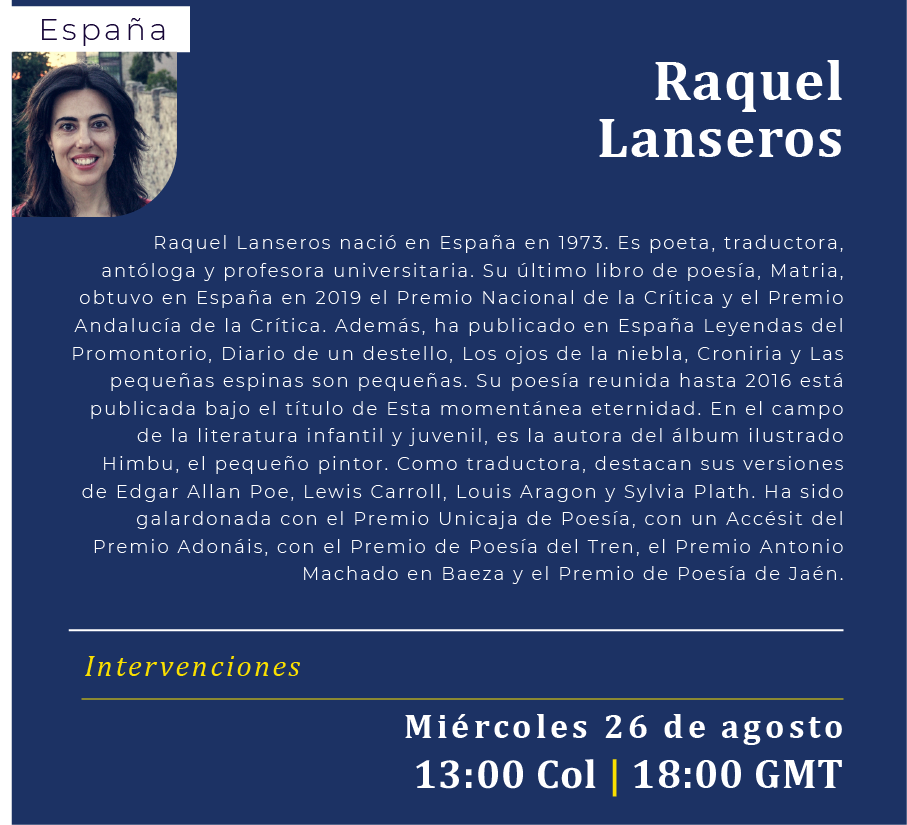 España
Raquel
Lanseros
Raquel Lanseros nació en España en 1973. Es poeta, traductora,
antóloga y profesora universitaria. Su último libro de poesía, Matria,
obtuvo en España en 2019 el Premio Nacional de la Crítica y el Premio
Andalucía de la Crítica. Además, ha publicado en España Leyendas del
Promontorio, Diario de un destello, Los ojos de la niebla, Croniria y Las
pequeñas espinas son pequeñas. Su poesía reunida hasta 2016 está
publicada bajo el título de Esta momentánea eternidad. En el campo
de la literatura infantil y juvenil, es la autora del álbum ilustrado
Himbu, el pequeño pintor. Como traductora, destacan sus versiones
de Edgar Allan Poe, Lewis Carroll, Louis Aragon y Sylvia Plath. Ha sido
galardonada con el Premio Unicaja de Poesía, con un Accésit del
Premio Adonáis, con el Premio de Poesía del Tren, el Premio Antonio
Machado en Baeza y el Premio de Poesía de Jaén.
Intervenciones
Miércoles 26 de agosto
13:00 Col | 18:00 GMT